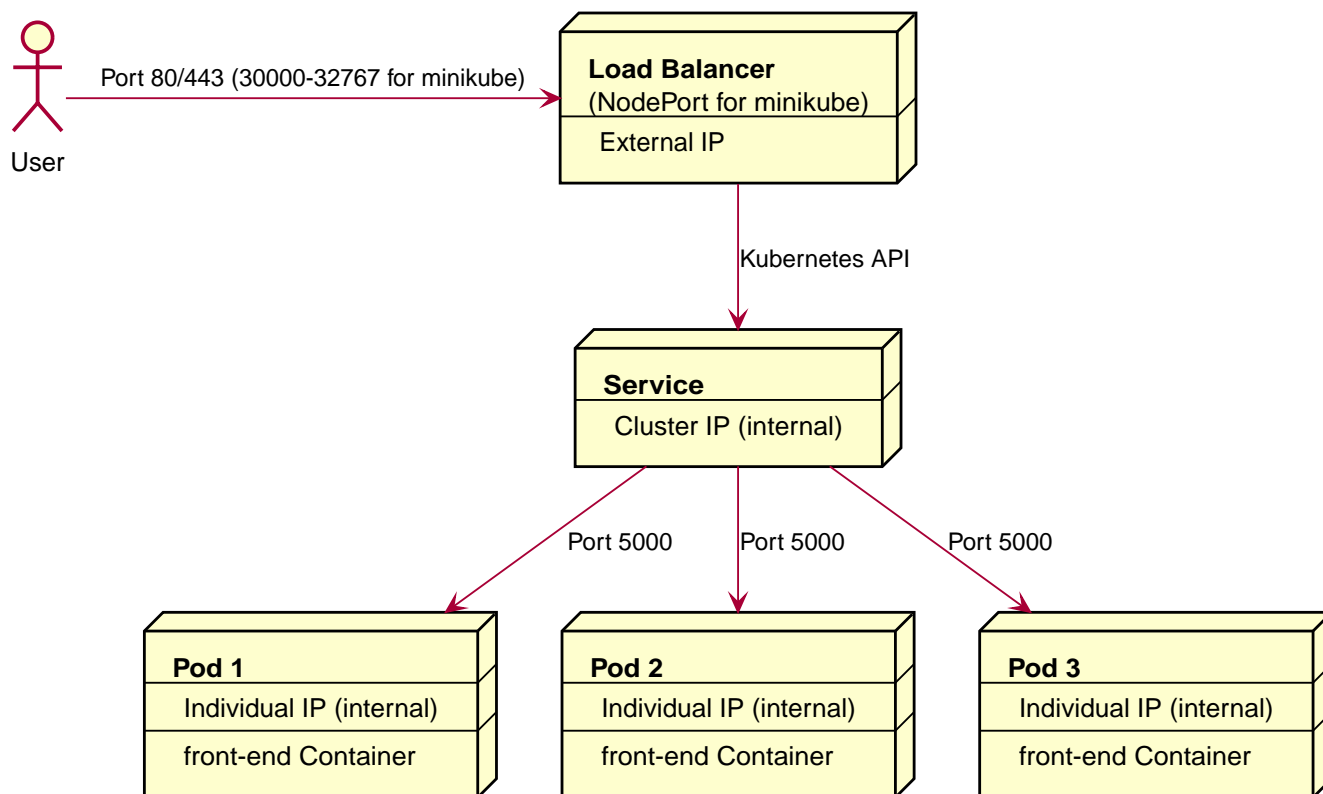 Port 80/443 (30000-32767 for minikube)
User
Load Balancer
(NodePort for minikube)
External IP
Kubernetes API
Service
Cluster IP (internal)
Port 5000
Port 5000
Port 5000
Pod 1
Individual IP (internal)
front-end Container
Pod 2
Individual IP (internal)
front-end Container
Pod 3
Individual IP (internal)
front-end Container